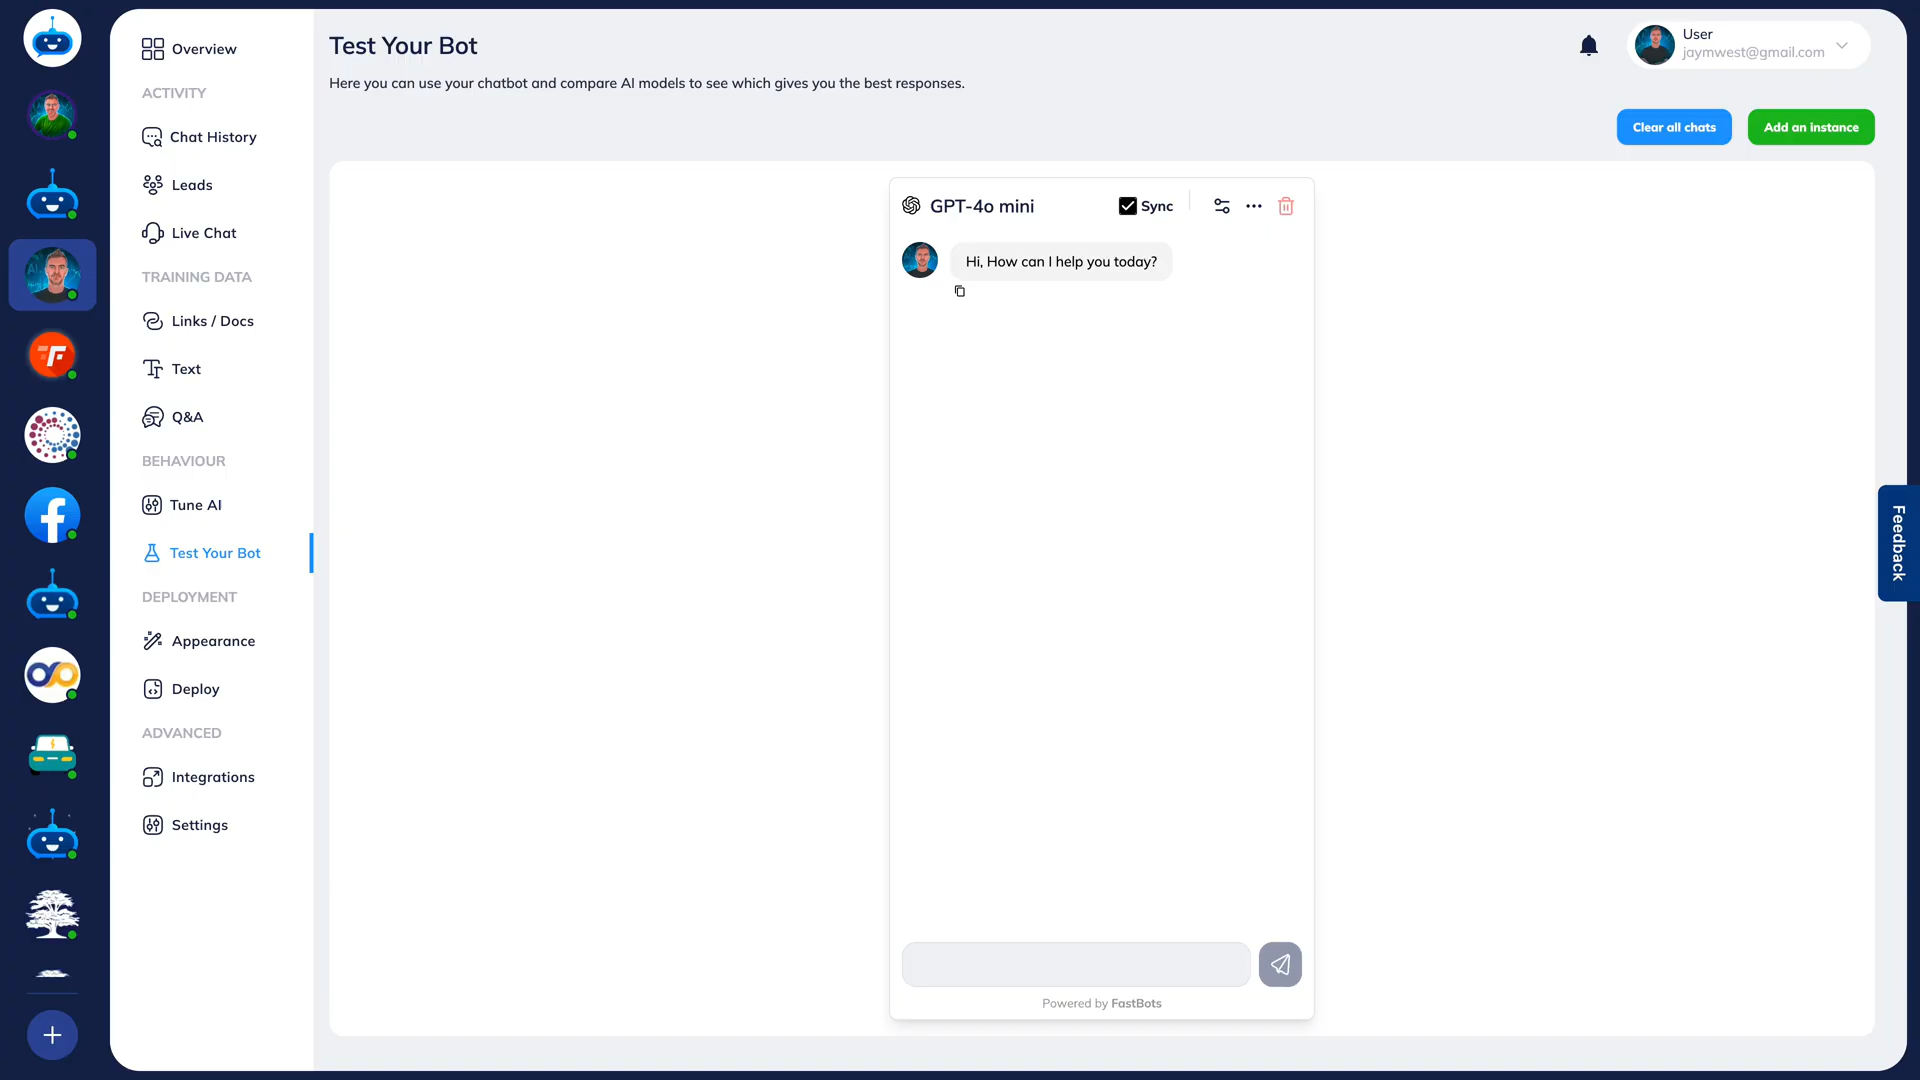 Overview
ACTIVITY
Chat History
Leads
Live Chat
TRAINING DATA
Links / Docs
Text
Q&A
BEHAVIOUR
Tune AI
Test Your Bot
DEPLOYMENT
Appearance
Deploy
ADVANCED
Integrations
Settings
Test Your Bot
Here you can use your chatbot and compare AI models to see which gives you the best responses.
User
jaymwest@gmail.com
Clear all chats
Add an instance
GPT-4o mini
Sync
Hi, How can I help you today?
Powered by FastBots
Feedback